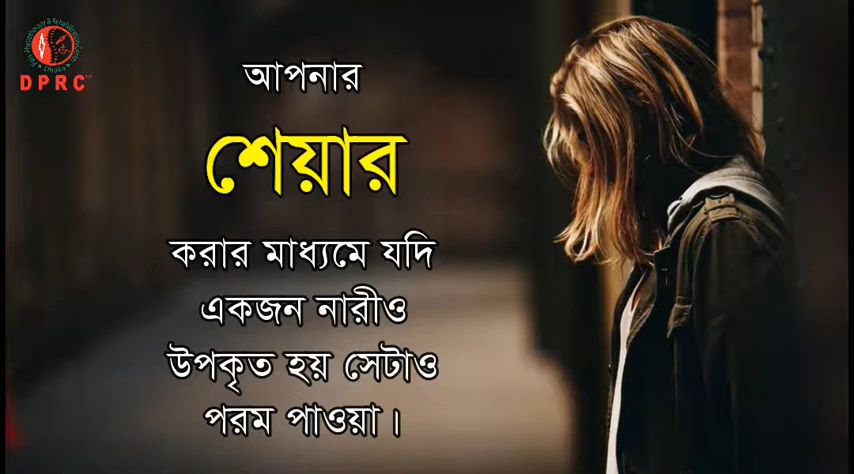 DPRC
আপনার
শেয়ার
করার মাধ্যমে যদি
একজন নারীও
উপকৃত হয় সেটাও
পরম পাওয়া।